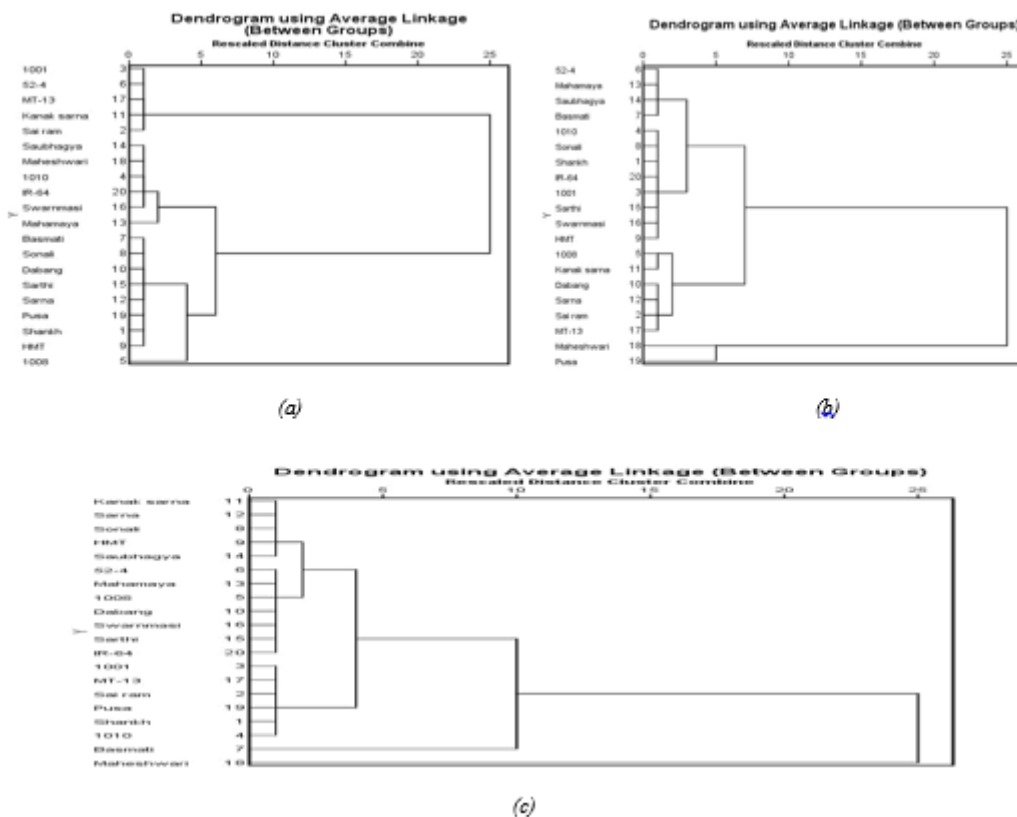 Dendrogram using Average Linkage
(Between Groups)
Rescaled Distance Cluster Combine
0 5 10 15 20 25
1001 3
52-4 6
MT-13 17
Kanak sarna 11
Sai ram 2
Saubhagya 14
Maheshwari 18
1010 4
IR-64 20
Swarnmasi 16
Mahamaya 13
Basmati 7
Sonali 8
Dabang 10
Sarthi 15
Sarna 12
Pusa 19
Shankh 1
HMT 9
1008 5
Y
(a)
Dendrogram using Average Linkage (Between Groups)
Rescaled Distance Cluster Combine
0 5 10 15 20 25
52-4 6
Mahamaya 13
Saubhagya 14
Basmati 7
1010 4
Sonali 8
Shankh 1
IR-64 20
1001 3
Sarthi 15
Swarnmasi 16
HMT 9
1008 5
Kanak sarna 11
Dabang 10
Sarna 12
Sai ram 2
MT-13 17
Maheshwari 18
Pusa 19
Y
(b)
Dendrogram using Average Linkage (Between Groups)
Rescaled Distance Cluster Combine
0 5 10 15 20 25
Kanak sarna 11
Sarna 12
Sonali 8
HMT 9
Saubhagya 14
52-4 6
Mahamaya 13
1008 5
Dabang 10
Swarnmasi 16
Sarthi 15
IR-64 20
1001 3
MT-13 17
Sai ram 2
Pusa 19
Shankh 1
1010 4
Basmati 7
Maheshwari 18
Y
(c)